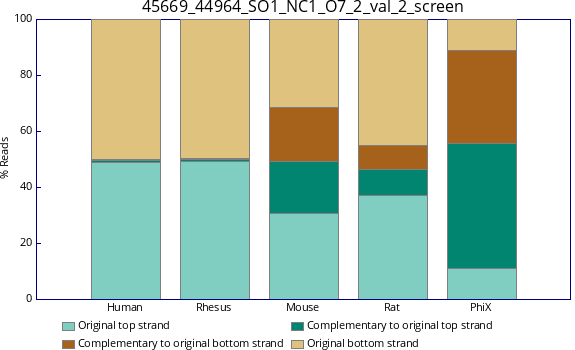 45669_44964_SO1_NC1_O7_2_val_2_screen
100
80
60
40
20
0
% Reads
Human Rhesus Mouse Rat PhiX
Original top strand Complementary to original top strand
Complementary to original bottom strand Original bottom strand